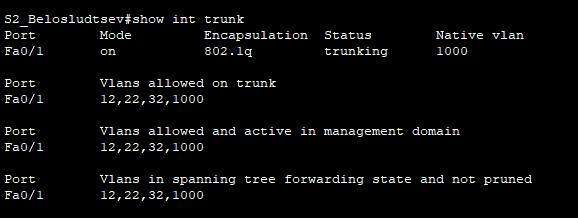 S2_Belosludtsev#show int trunk
Port Mode Encapsulation Status Native vlan
Fa0/1 on 802.1q trunking 1000
Port Vlans allowed on trunk
Fa0/1 12,22,32,1000
Port Vlans allowed and active in management domain
Fa0/1 12,22,32,1000
Port Vlans in spanning tree forwarding state and not pruned
Fa0/1 12,22,32,1000